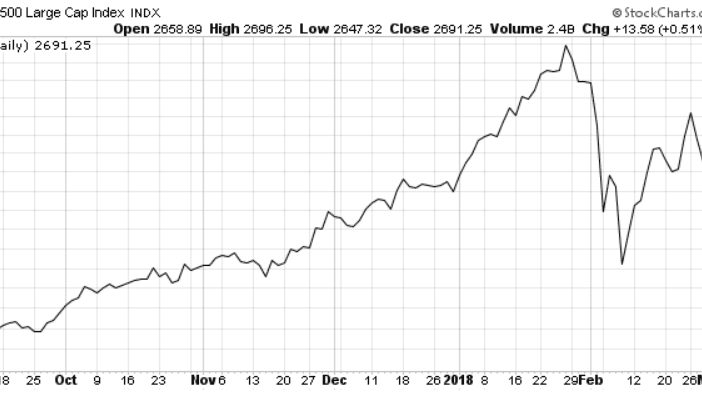 500 Large Cap Index INDX © StockCharts.c
Open 2658.89 High 2696.25 Low 2647.32 Close 2691.25 Volume 2.4B Chg +13.58 (+0.51%
aily) 2691.25
18 25 Oct 9 16 23 Nov 6 13 20 27 Dec 11 18 26 2018 8 16 22 29 Feb 12 20 26 M